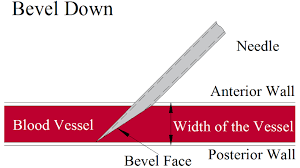 Bevel Down
Needle
Anterior Wall
Blood Vessel
Width of the Vessel
Bevel Face
Posterior Wall